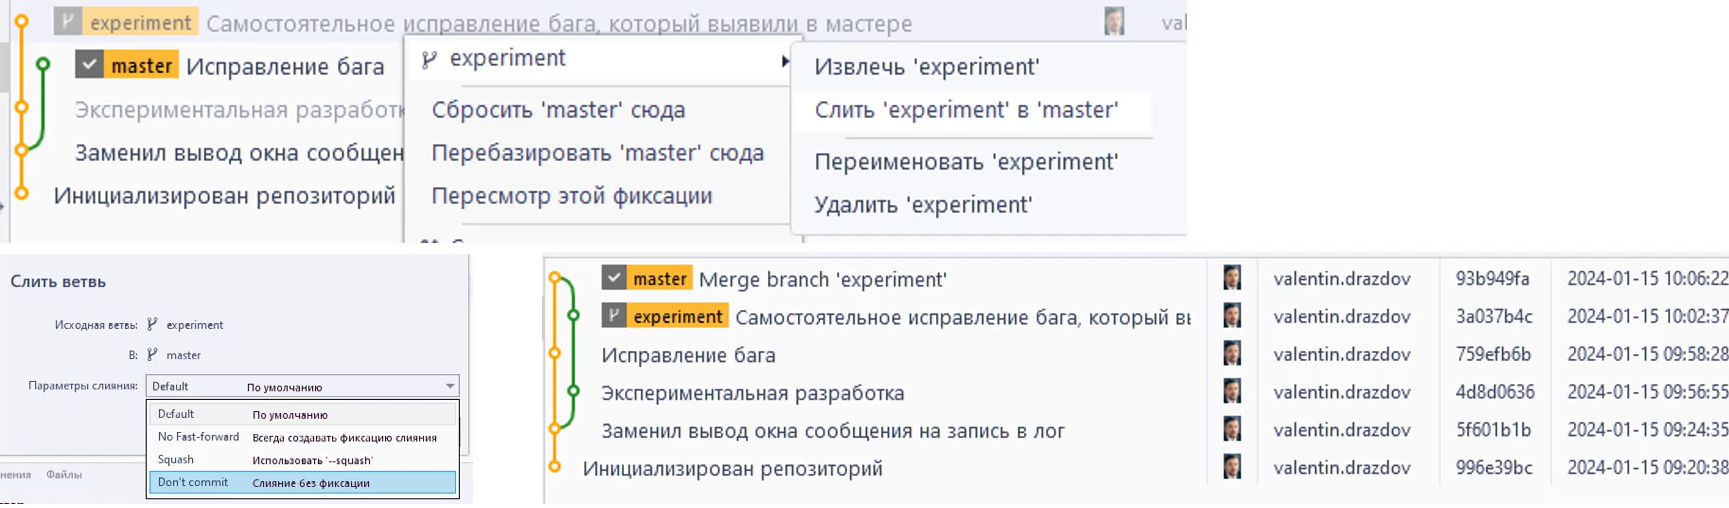 experiment Самостоятельное исправление бага, который выявили в мастере
master Исправление бага
Экспериментальная разработк
Заменил вывод окна сообщен
Инициализирован репозиторий
experiment
Сбросить 'master' сюда
Перебазировать 'master' сюда
Пересмотр этой фиксации
Извлечь 'experiment'
Слить 'experiment' в 'master'
Переименовать 'experiment'
Удалить 'experiment'
Слить ветвь
Исходная ветвь: experiment
В: master
Параметры слияния: Default По умолчанию
Default По умолчанию
No Fast-forward Всегда создавать фиксацию слияния
Squash Использовать '--squash'
Don't commit Слияние без фиксации
нения Файлы
master Merge branch 'experiment' valentin.drazdov 93b949fa 2024-01-15 10:06:22
experiment Самостоятельное исправление бага, который вы valentin.drazdov 3a037b4c 2024-01-15 10:02:37
Исправление бага valentin.drazdov 759efb6b 2024-01-15 09:58:28
Экспериментальная разработка valentin.drazdov 4d8d0636 2024-01-15 09:56:55
Заменил вывод окна сообщения на запись в лог valentin.drazdov 5f601b1b 2024-01-15 09:24:35
Инициализирован репозиторий valentin.drazdov 996e39bc 2024-01-15 09:20:38